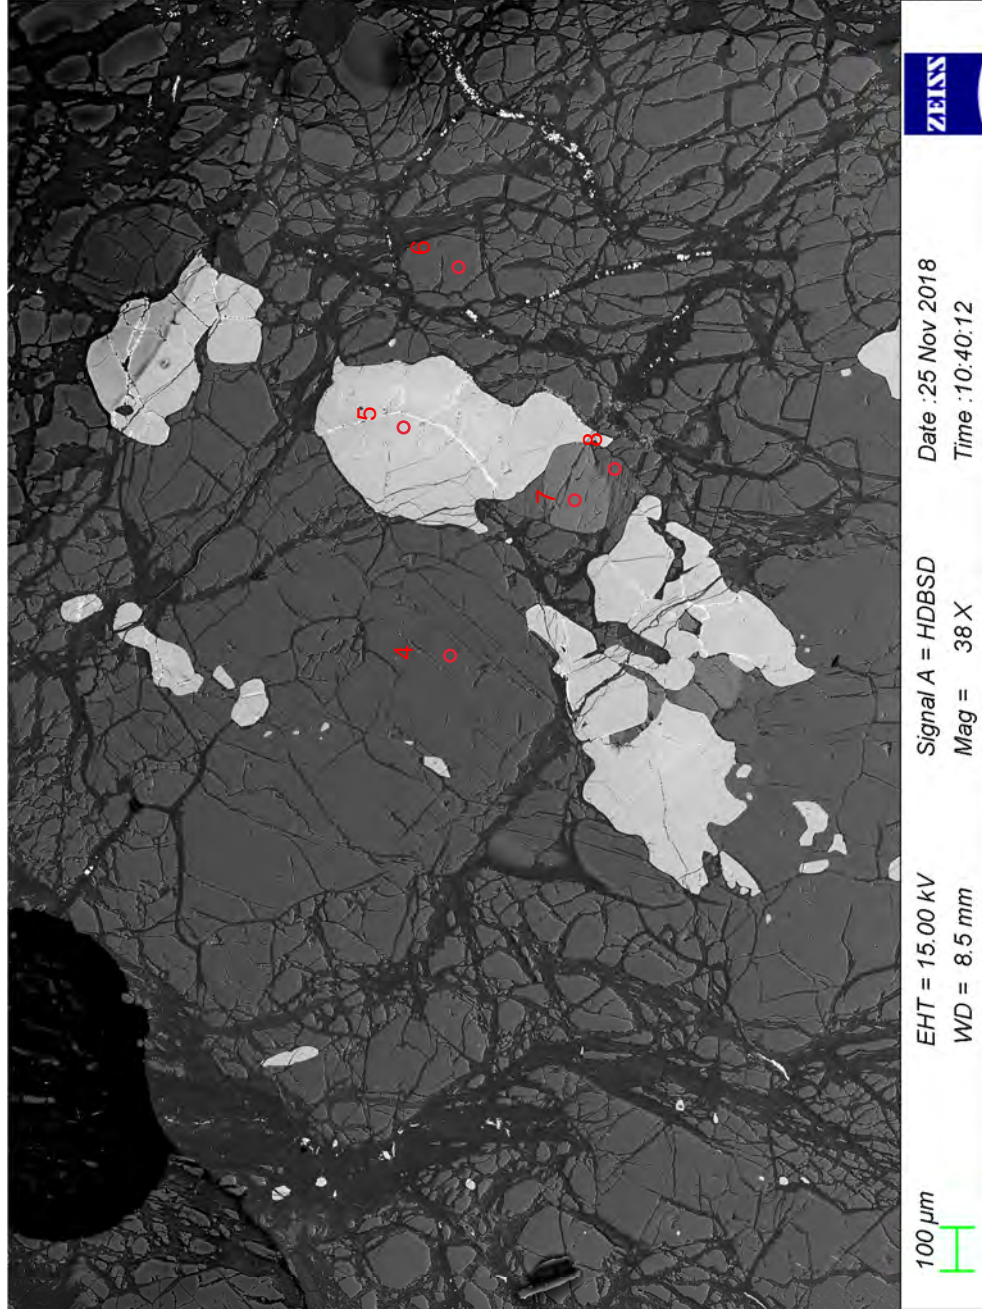 4
5
6
7
8
100 µm
EHT = 15.00 kV
Signal A = HDBSD
Date :25 Nov 2018
WD = 8.5 mm
Mag = 38 X
Time :10:40:12
ZEISS